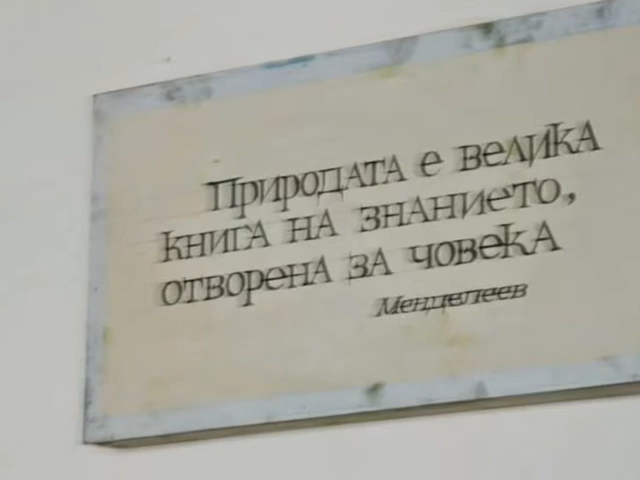 Природата е велика
книга на знанието,
отворена за човека
Менделеев